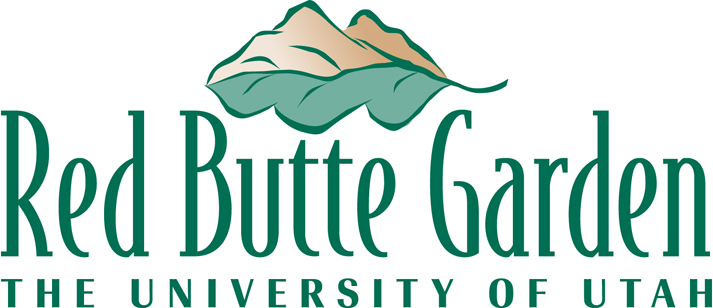 Red Butte Garden
THE UNIVERSITY OF UTAH